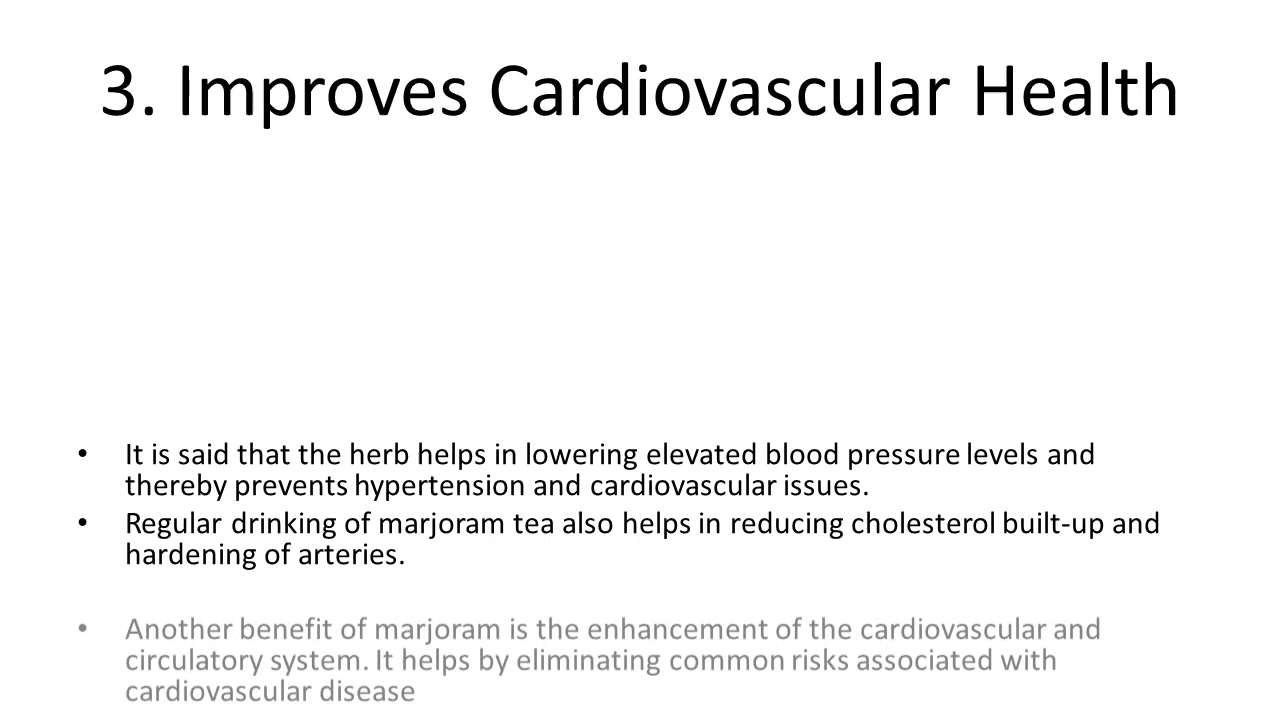 3. Improves Cardiovascular Health
• It is said that the herb helps in lowering elevated blood pressure levels and
thereby prevents hypertension and cardiovascular issues.
• Regular drinking of marjoram tea also helps in reducing cholesterol built-up and
hardening of arteries.
• Another benefit of marjoram is the enhancement of the cardiovascular and
circulatory system. It helps by eliminating common risks associated with
cardiovascular disease